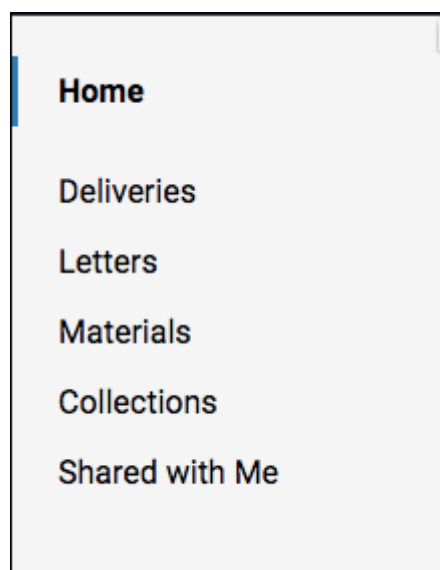 Home
Deliveries
Letters
Materials
Collections
Shared with Me